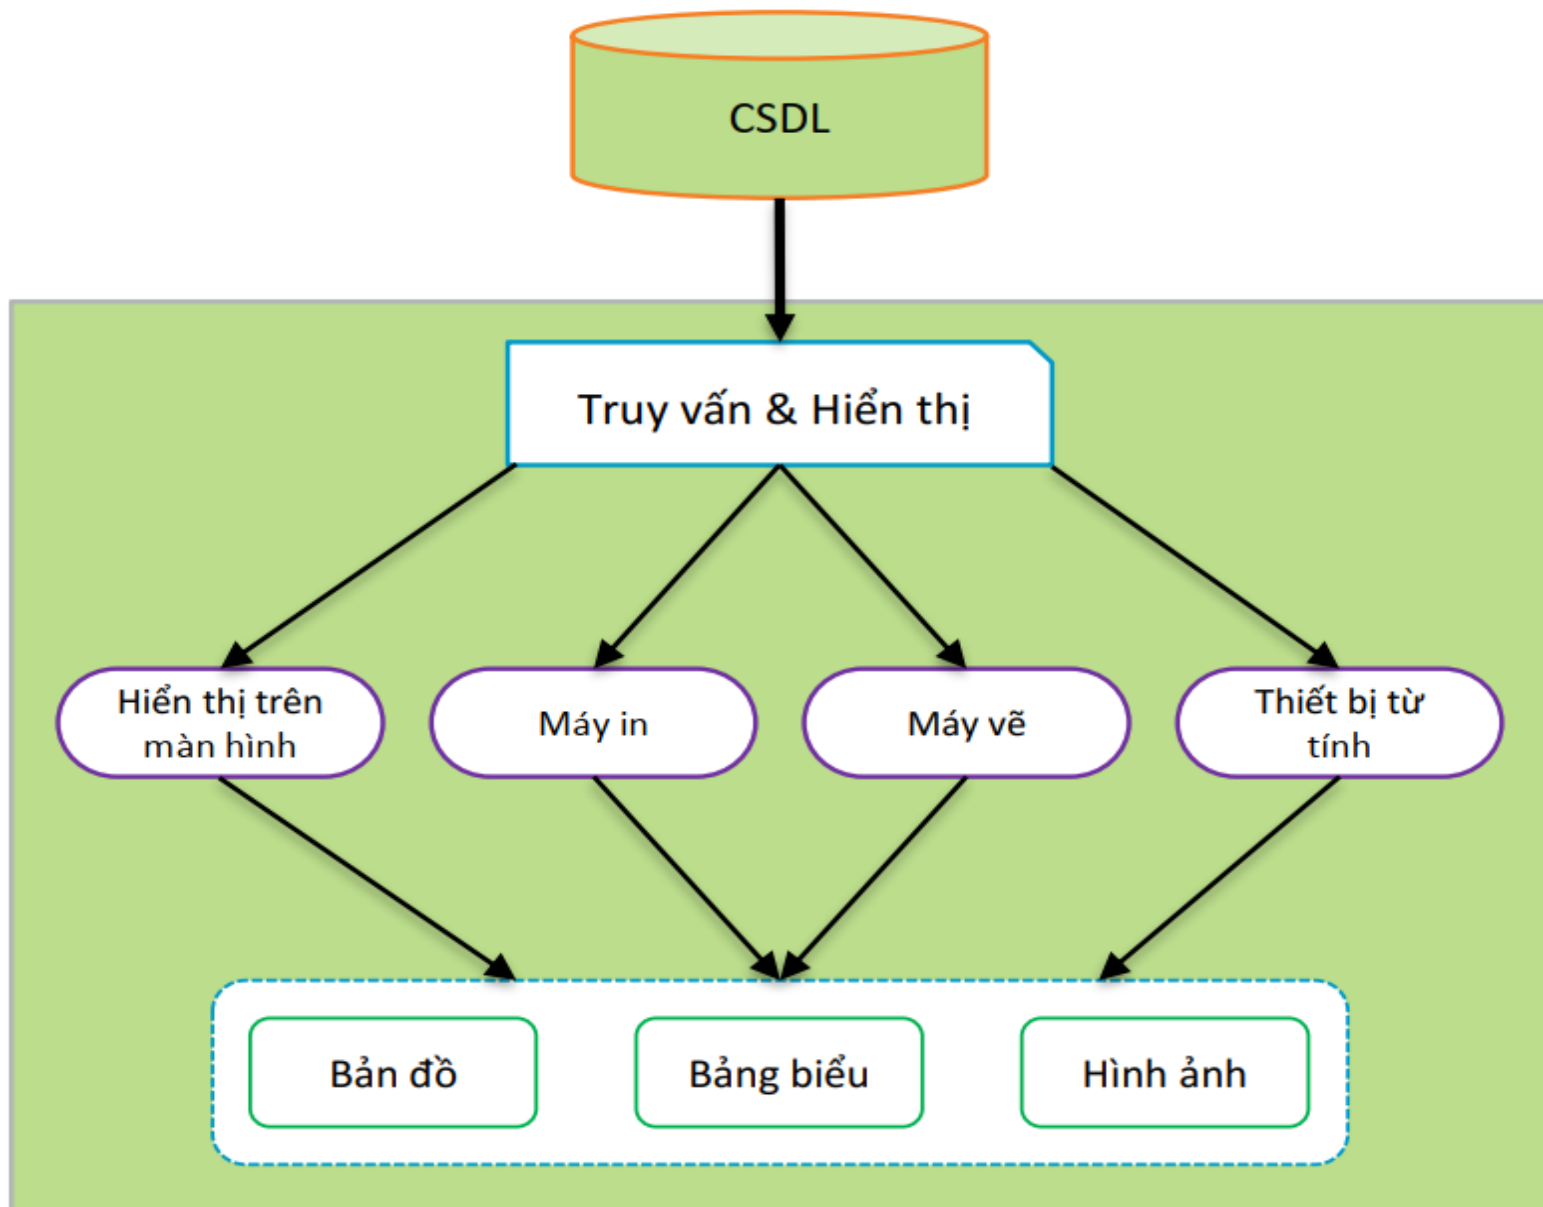 CSDL
Truy vấn & Hiển thị
Hiển thị trên
màn hình
Máy in
Máy vẽ
Thiết bị từ
tính
Bản đồ
Bảng biểu
Hình ảnh